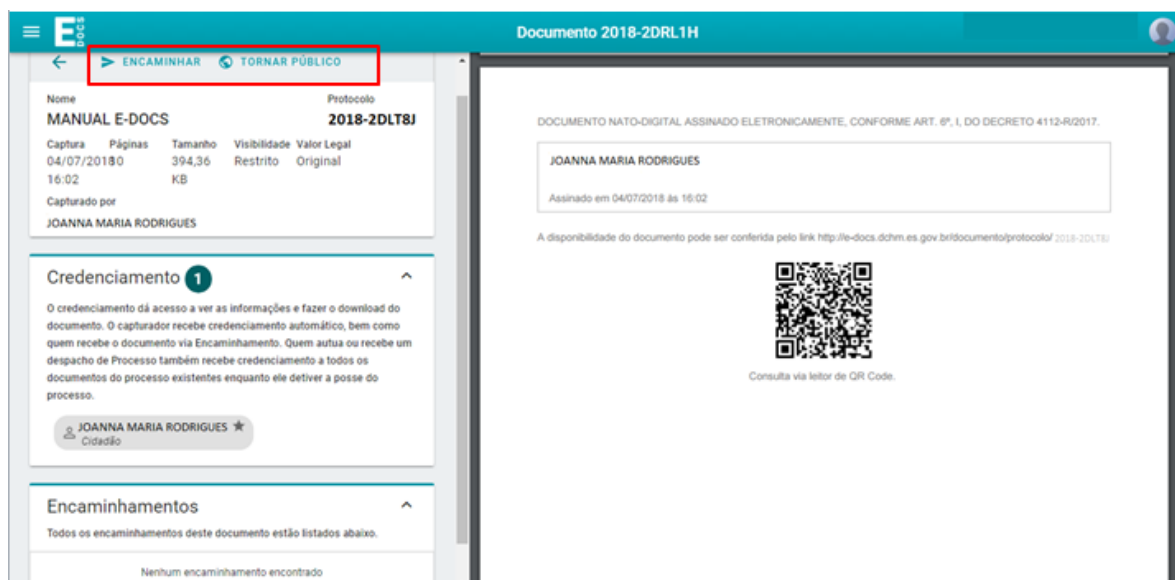 E DOCS
Documento 2018-2DRL1H
ENCAMINHAR TORNAR PÚBLICO
Nome Protocolo
MANUAL E-DOCS 2018-2DLT8J
Captura Páginas Tamanho Visibilidade Valor Legal
04/07/2018 10 394,36 Restrito Original
16:02 KB
Capturado por
JOANNA MARIA RODRIGUES
Credenciamento 1
O credenciamento dá acesso a ver as informações e fazer o download do
documento. O capturador recebe credenciamento automático, bem como
quem recebe o documento via Encaminhamento. Quem autua ou recebe um
despacho de Processo também recebe credenciamento a todos os
documentos do processo existentes enquanto ele detiver a posse do
processo.
JOANNA MARIA RODRIGUES
Cidadão
Encaminhamentos
Todos os encaminhamentos deste documento estão listados abaixo.
Nenhum encaminhamento encontrado
DOCUMENTO NATO-DIGITAL ASSINADO ELETRONICAMENTE, CONFORME ART. 6º, I, DO DECRETO 4112-R/2017.
JOANNA MARIA RODRIGUES
Assinado em 04/07/2018 às 16:02
A disponibilidade do documento pode ser conferida pelo link http://e-docs.dchm.es.gov.br/documento/protocolo/ 2018-2DLT8J
Consulta via leitor de QR Code.